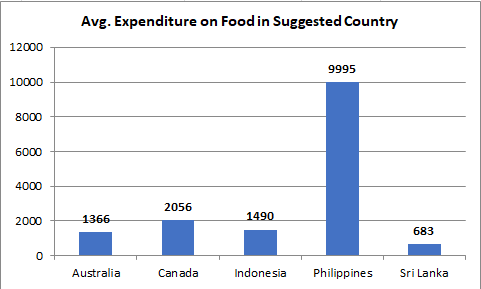 Avg. Expenditure on Food in Suggested Country
12000
10000
8000
6000
4000
2000
0
1366
2056
1490
9995
683
Australia
Canada
Indonesia
Philippines
Sri Lanka